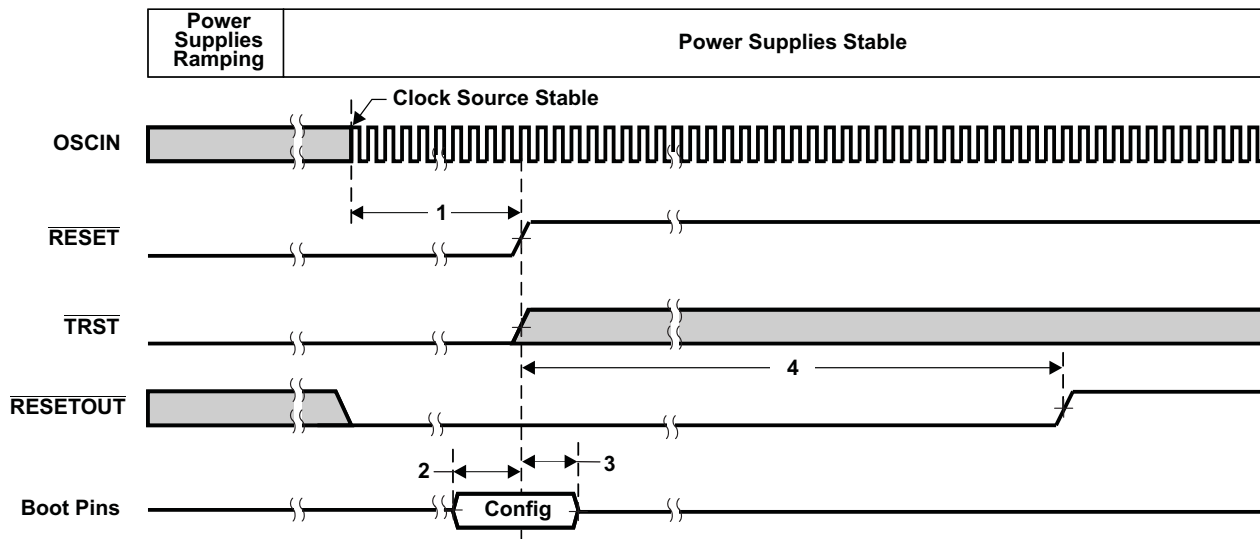 Power
Supplies
Ramping
Power Supplies Stable
Clock Source Stable
OSCIN
1
RESET
TRST
4
RESETOUT
2
3
Boot Pins
Config